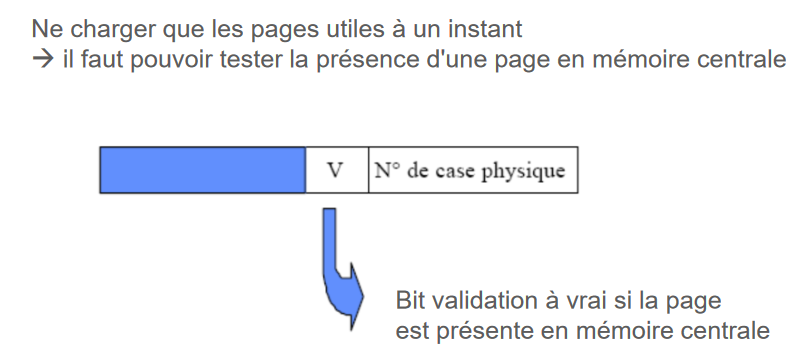 Ne charger que les pages utiles à un instant
→ il faut pouvoir tester la présence d'une page en mémoire centrale
V N° de case physique
Bit validation à vrai si la page
est présente en mémoire centrale